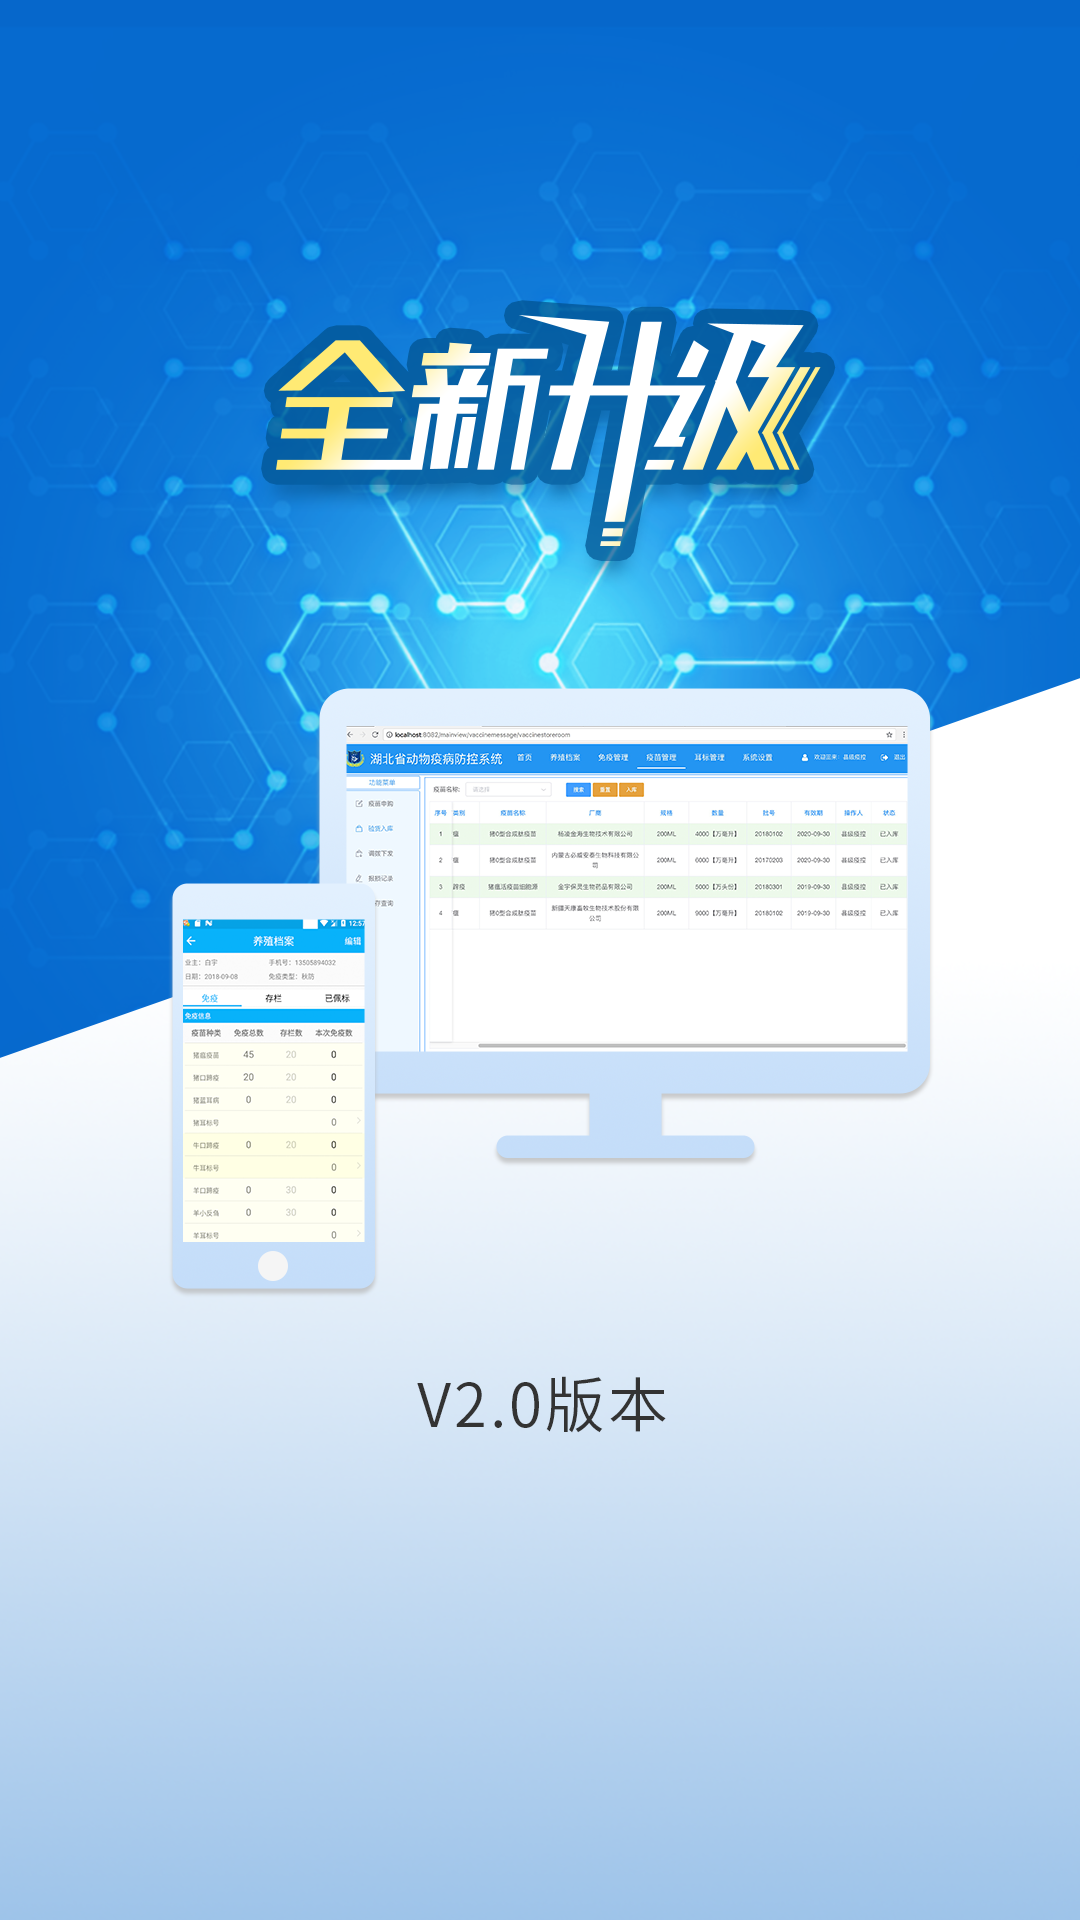 全新升级
localhost:8082/mainview/vaccinemessage/vaccinestoreroom
湖北省动物疫病防控系统 首页 养殖档案 免疫管理 疫苗管理 耳标管理 系统设置 欢迎回来: 县级疫控 退出
功能菜单
疫苗名称: 请选择 搜索 重置 入库
疫苗申购
验货入库
调拨下发
报损记录
存查询
序号 类别 疫苗名称 厂商 规格 数量 批号 有效期 操作人 状态
1 瘟 猪O型合成肽疫苗 杨凌金海生物技术有限公司 200ML 4000【万毫升】 20180102 2020-09-30 县级疫控 已入库
2 瘟 猪O型合成肽疫苗 内蒙古必威安泰生物科技有限公司 200ML 6000【万毫升】 20170203 2020-09-30 县级疫控 已入库
3 蹄疫 猪瘟活疫苗细胞源 金宇保灵生物药品有限公司 200ML 5000【万头份】 20180301 2019-09-30 县级疫控 已入库
4 瘟 猪O型合成肽疫苗 新疆天康畜牧生物技术股份有限公司 200ML 9000【万毫升】 20180102 2019-09-30 县级疫控 已入库
12:57
养殖档案 编辑
业主: 白宇 手机号: 13505894032
日期: 2018-09-08 免疫类型: 秋防
免疫 存栏 已佩标
免疫信息
疫苗种类 免疫总数 存栏数 本次免疫数
猪瘟疫苗 45 20 0
猪口蹄疫 20 20 0
猪蓝耳病 0 20 0
猪耳标号 0
牛口蹄疫 0 20 0
牛耳标号 0
羊口蹄疫 0 30 0
羊小反刍 0 30 0
羊耳标号 0
V2.0版本